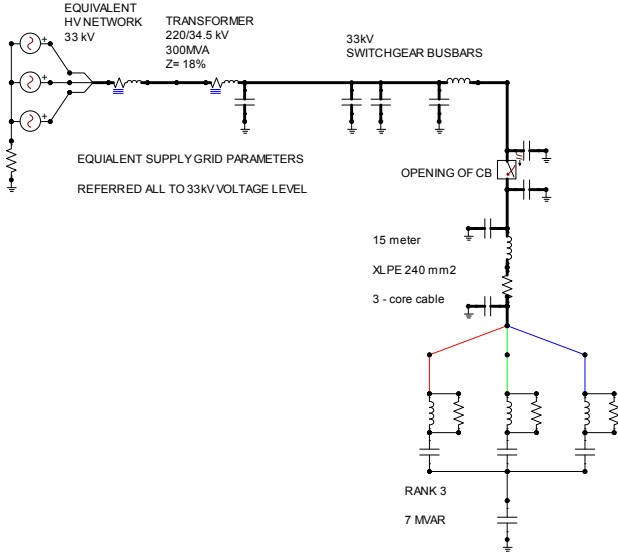 EQUIVALENT
HV NETWORK
33 kV
TRANSFORMER
220/34.5 kV
300MVA
Z= 18%
33kV
SWITCHGEAR BUSBARS
+
+
+
EQUIALENT SUPPLY GRID PARAMETERS
REFERRED ALL TO 33kV VOLTAGE LEVEL
OPENING OF CB
15 meter
XLPE 240 mm2
3 - core cable
RANK 3
7 MVAR